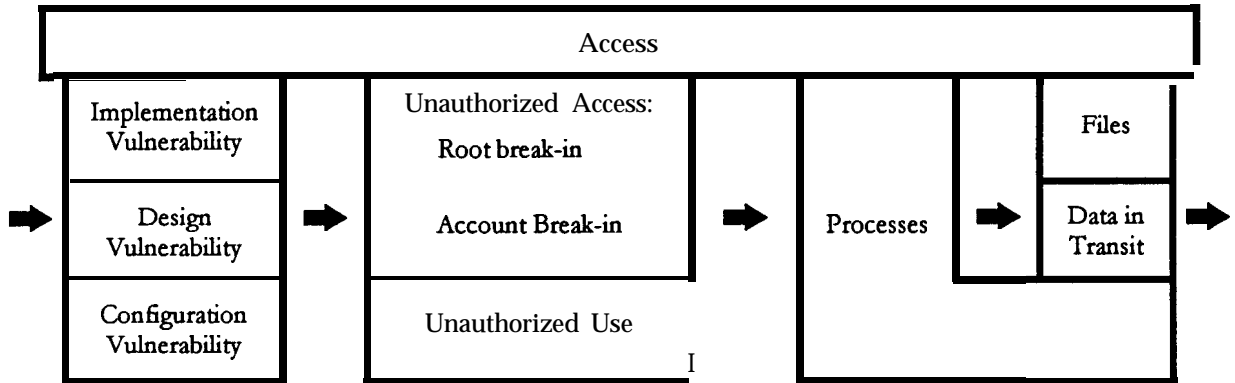 Access
Implementation
Vulnerability
Design
Vulnerability
Configuration
Vulnerability
Unauthorized Access:
Root break-in
Account Break-in
Unauthorized Use
I
Processes
Files
Data in
Transit